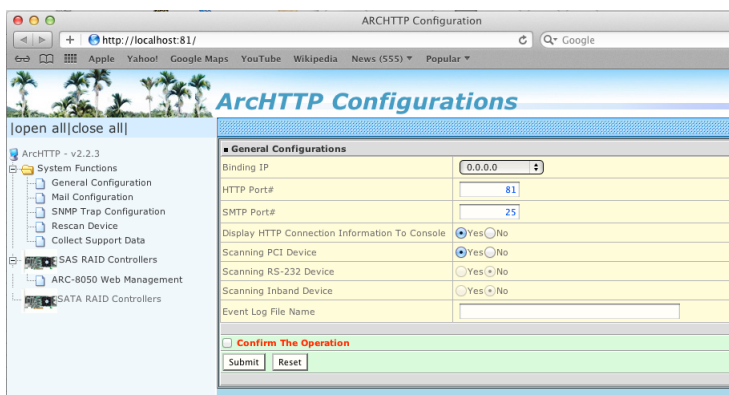 ARCHTTP Configuration
http://localhost:81/
Google
Apple Yahoo! Google Maps YouTube Wikipedia News (555) Popular
ArcHTTP Configurations
|open all|close all|
ArcHTTP - v2.2.3
System Functions
General Configuration
Mail Configuration
SNMP Trap Configuration
Rescan Device
Collect Support Data
SAS RAID Controllers
ARC-8050 Web Management
SATA RAID Controllers
General Configurations
Binding IP 0.0.0.0
HTTP Port# 81
SMTP Port# 25
Display HTTP Connection Information To Console Yes No
Scanning PCI Device Yes No
Scanning RS-232 Device Yes No
Scanning Inband Device Yes No
Event Log File Name
Confirm The Operation
Submit Reset